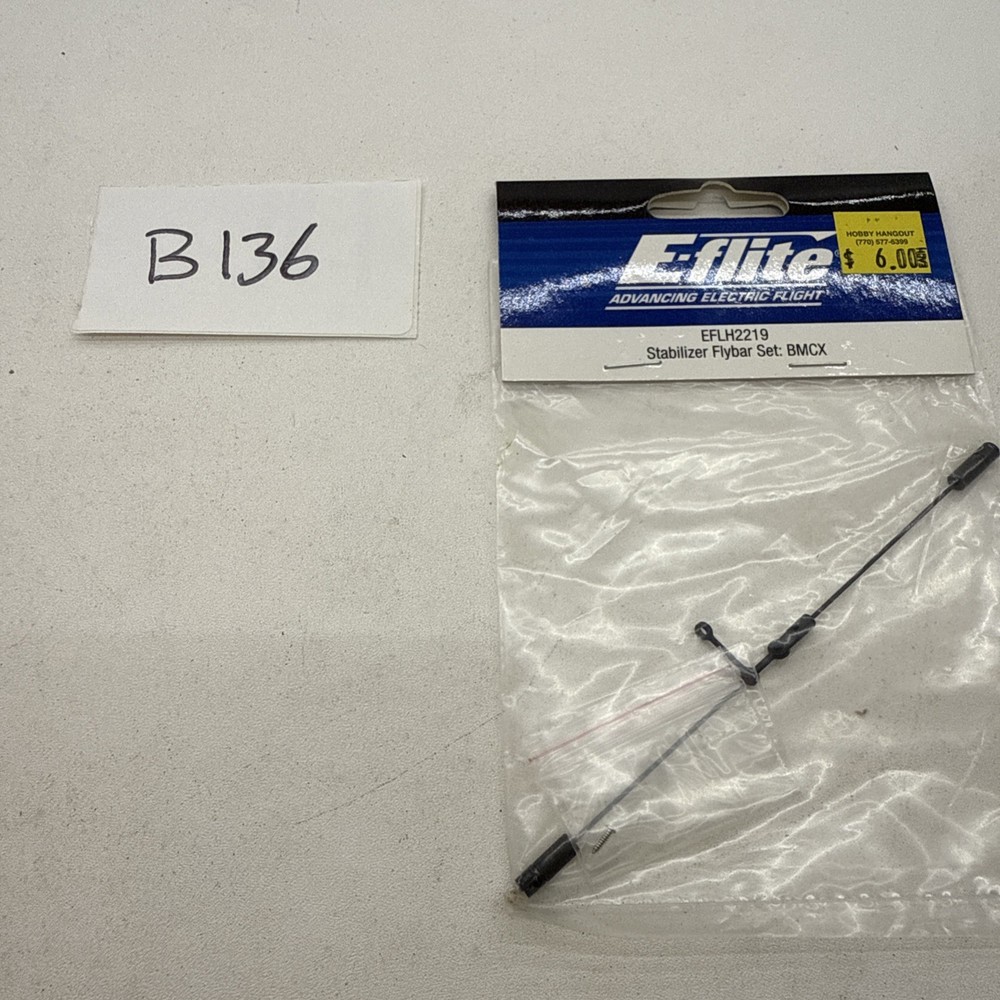 B136
E-flite
ADVANCING ELECTRIC FLIGHT
HOBBY HANGOUT
(770) 577-6399
$ 6.00
EFLH2219
Stabilizer Flybar Set: BMCX